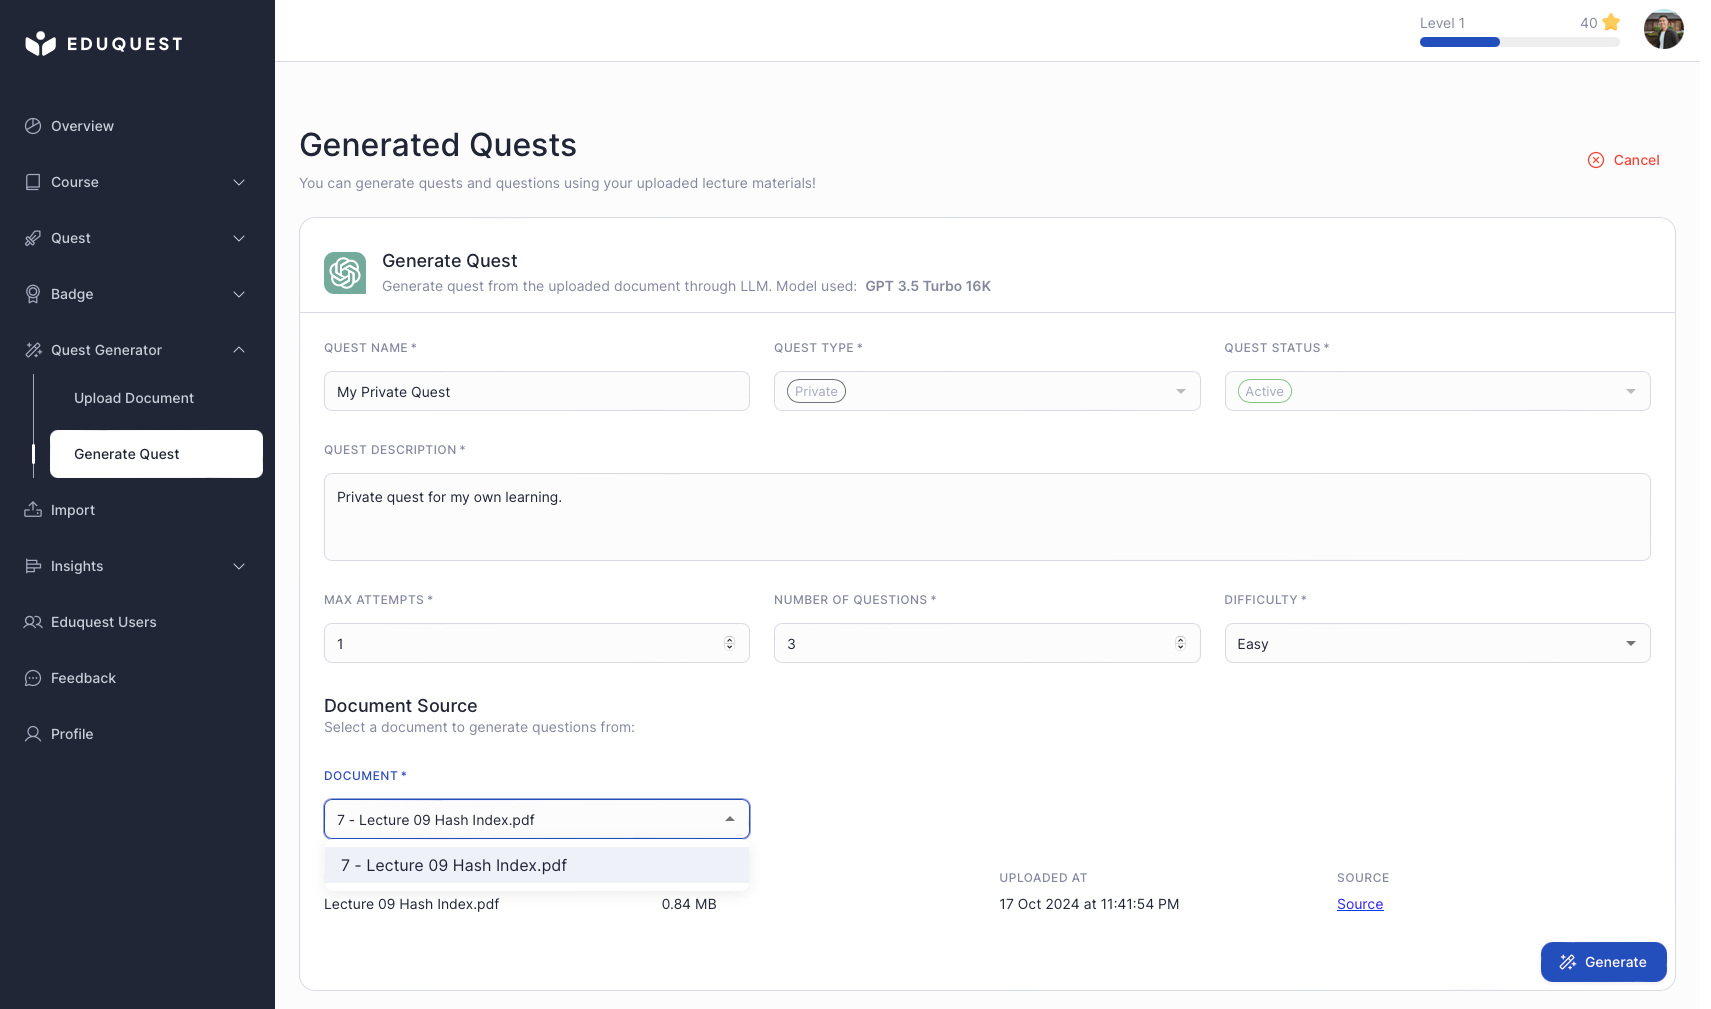 EDUQUEST
Level 1
40
Overview
Course
Quest
Badge
Quest Generator
Upload Document
Generate Quest
Import
Insights
Eduquest Users
Feedback
Profile
Generated Quests
You can generate quests and questions using your uploaded lecture materials!
Cancel
Generate Quest
Generate quest from the uploaded document through LLM. Model used: GPT 3.5 Turbo 16K
QUEST NAME *
QUEST TYPE *
QUEST STATUS *
My Private Quest
Private
Active
QUEST DESCRIPTION *
Private quest for my own learning.
MAX ATTEMPTS *
NUMBER OF QUESTIONS *
DIFFICULTY *
1
3
Easy
Document Source
Select a document to generate questions from:
DOCUMENT *
7 - Lecture 09 Hash Index.pdf
7 - Lecture 09 Hash Index.pdf
UPLOADED AT
SOURCE
Lecture 09 Hash Index.pdf
0.84 MB
17 Oct 2024 at 11:41:54 PM
Source
Generate